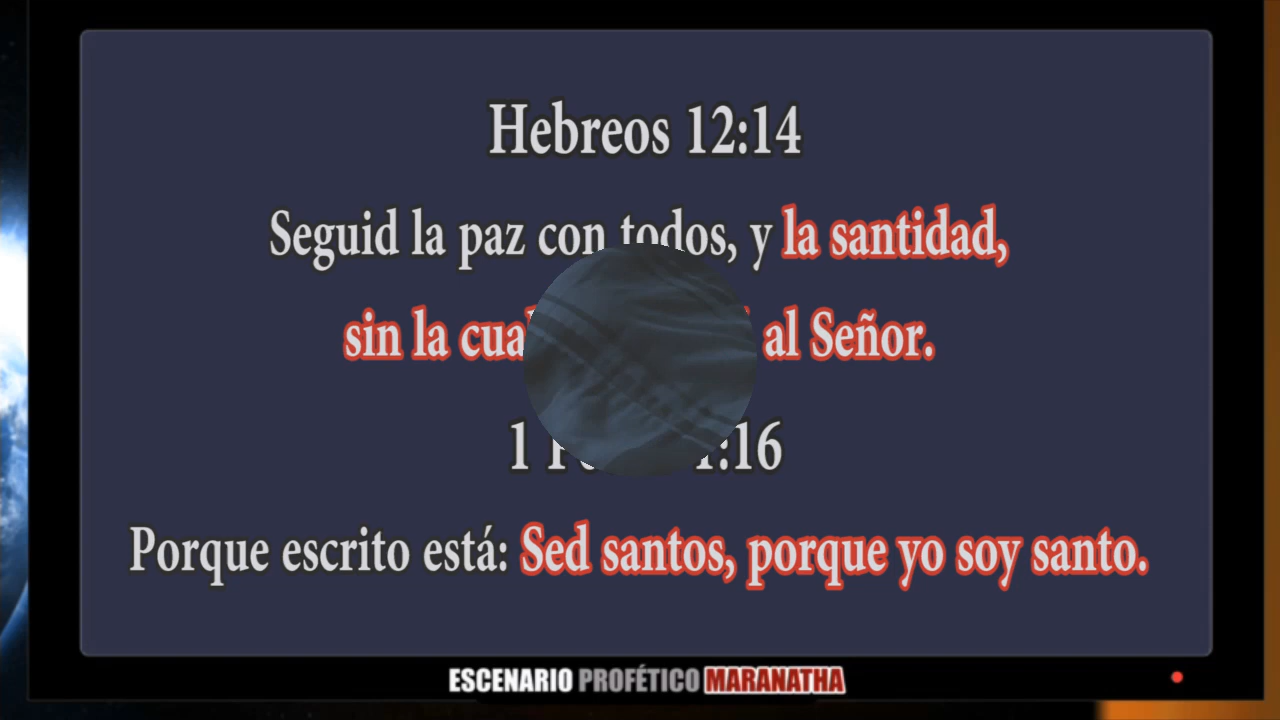 Hebreos 12:14
Seguid la paz con todos, y la santidad,
sin la al Señor.
1 1:16
Porque escrito está: Sed santos, porque yo soy santo.
ESCENARIO PROFÉTICO MARANATHA